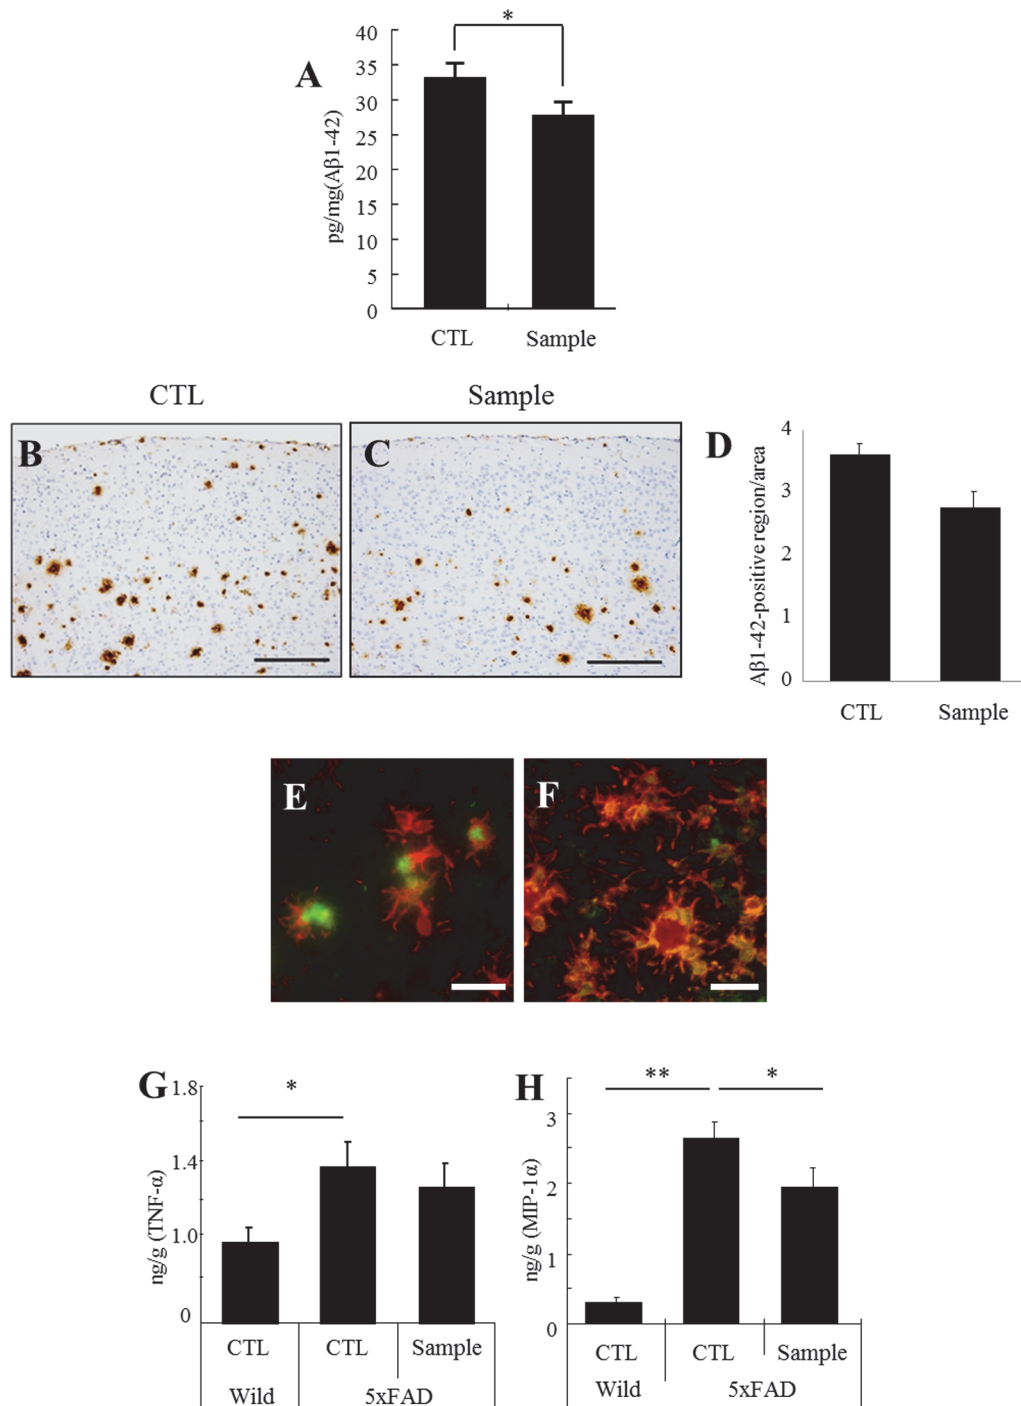 *
A
40
35
30
25
20
15
10
5
0
pg/mg(Aβ1-42)
CTL Sample
CTL Sample
B C D
4
3
2
1
0
Aβ1-42-positive region/area
CTL Sample
E F
G
1.8
1.4
1.0
0
ng/g (TNF-α)
*
CTL CTL Sample
Wild 5xFAD
H
3
2
1
0
ng/g (MIP-1α)
** *
CTL CTL Sample
Wild 5xFAD